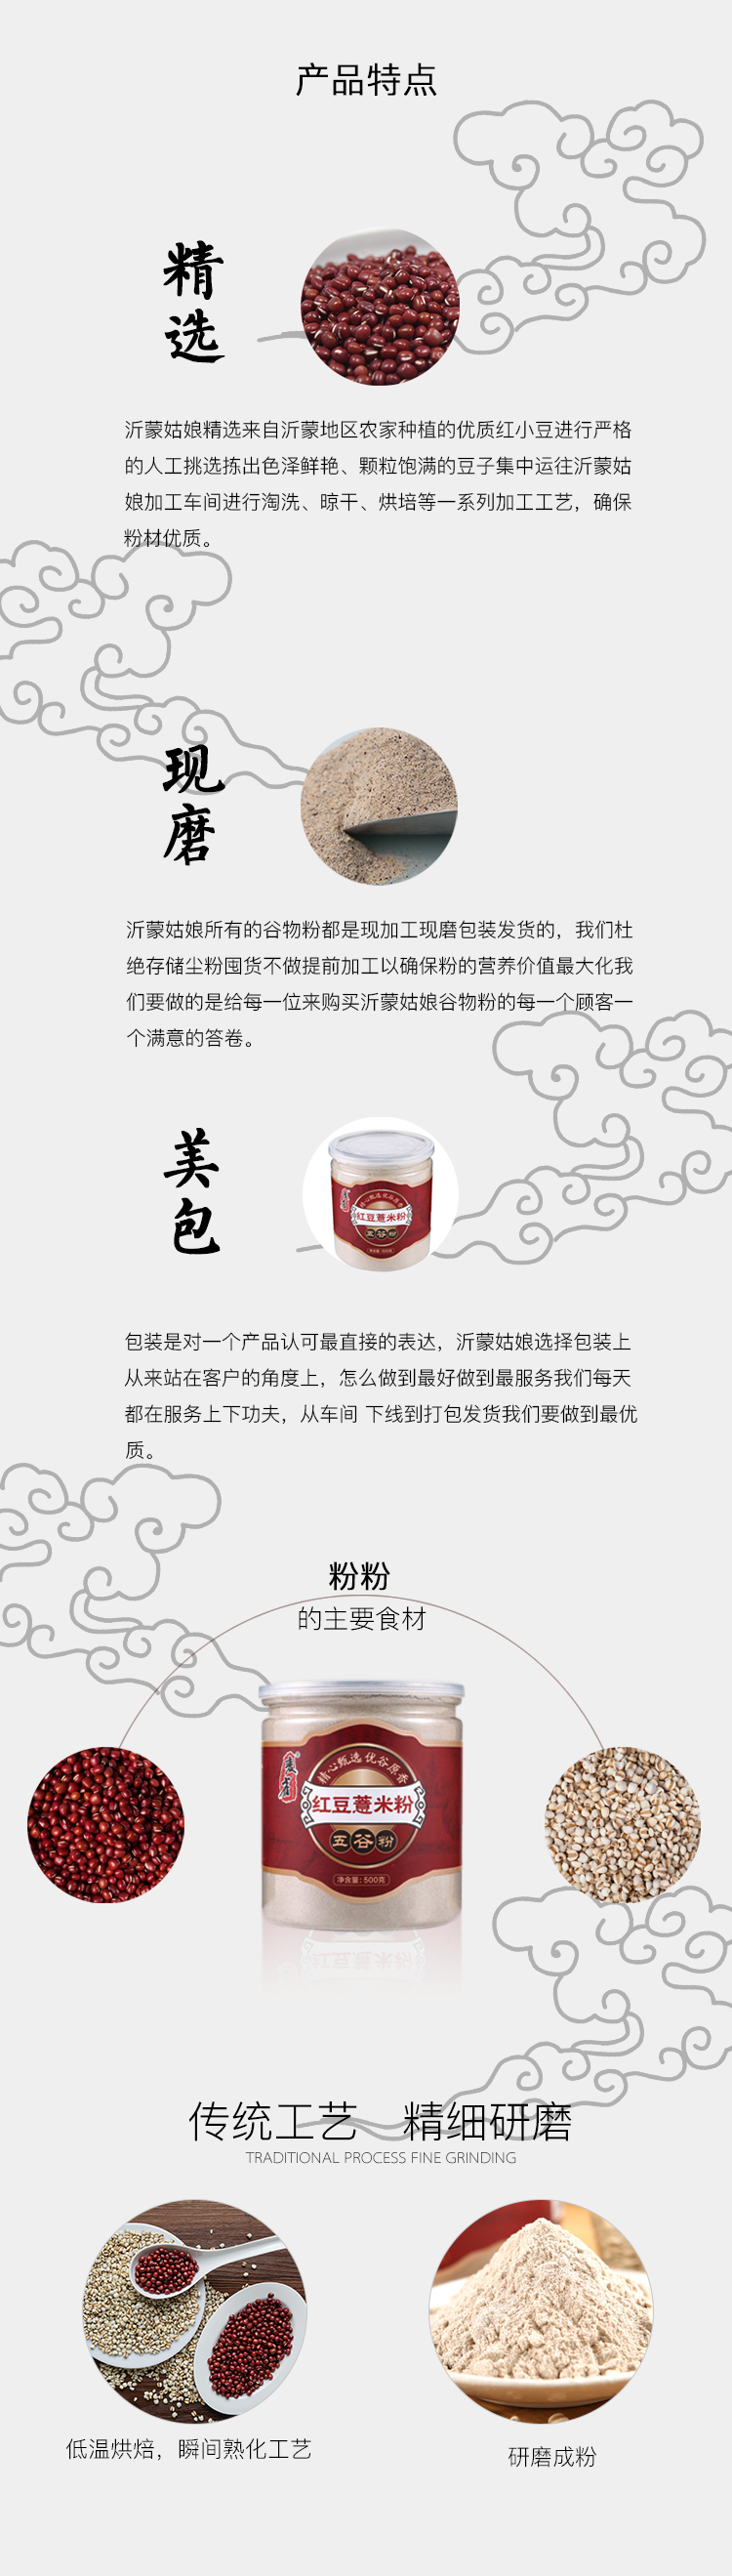 产品特点
精选
沂蒙姑娘精选来自沂蒙地区农家种植的优质红小豆进行严格
的人工挑选拣出色泽鲜艳、颗粒饱满的豆子集中运往沂蒙姑
娘加工车间进行淘洗、晾干、烘培等一系列加工工艺，确保
粉材优质。
现磨
沂蒙姑娘所有的谷物粉都是现加工现磨包装发货的，我们杜
绝存储尘粉囤货不做提前加工以确保粉的营养价值最大化我
们要做的是给每一位来购买沂蒙姑娘谷物粉的每一个顾客一
个满意的答卷。
美包
精心甄选 优谷原香
红豆薏米粉
五谷粉
包装是对一个产品认可最直接的表达，沂蒙姑娘选择包装上
从来站在客户的角度上，怎么做到最好做到最服务我们每天
都在服务上下功夫，从车间 下线到打包发货我们要做到最优
质。
粉粉
的主要食材
精心甄选 优谷原香
红豆薏米粉
五谷粉
净含量：500克
传统工艺 精细研磨
TRADITIONAL PROCESS FINE GRINDING
低温烘焙，瞬间熟化工艺
研磨成粉